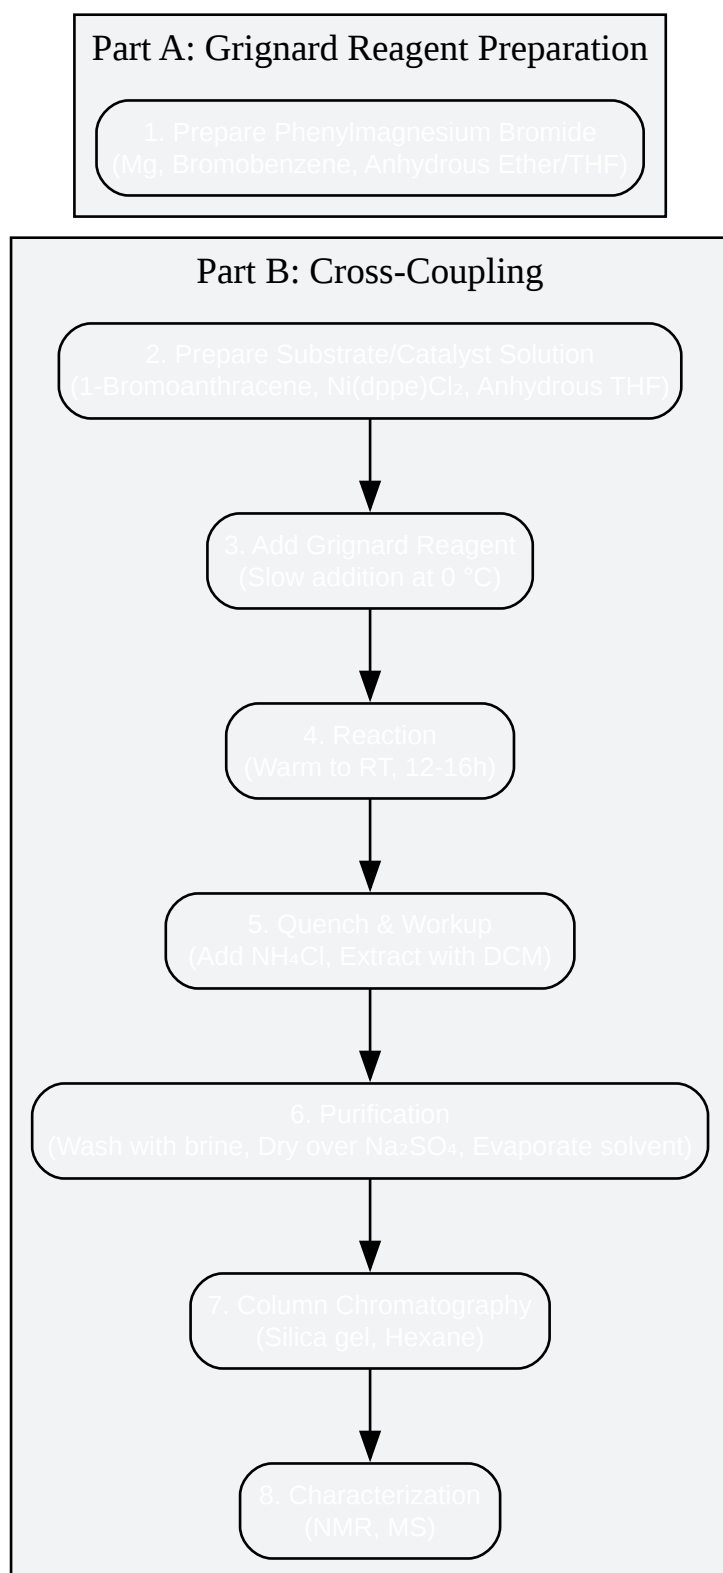 Part A: Grignard Reagent Preparation
1. Prepare Phenylmagnesium Bromide
(Mg, Bromobenzene, Anhydrous Ether/THF)
Part B: Cross-Coupling
2. Prepare Substrate/Catalyst Solution
(1-Bromoanthracene, Ni(dppe)Cl₂, Anhydrous THF)
3. Add Grignard Reagent
(Slow addition at 0 °C)
4. Reaction
(Warm to RT, 12-16h)
5. Quench & Workup
(Add NH₄Cl, Extract with DCM)
6. Purification
(Wash with brine, Dry over Na₂SO₄, Evaporate solvent)
7. Column Chromatography
(Silica gel, Hexane)
8. Characterization
(NMR, MS)